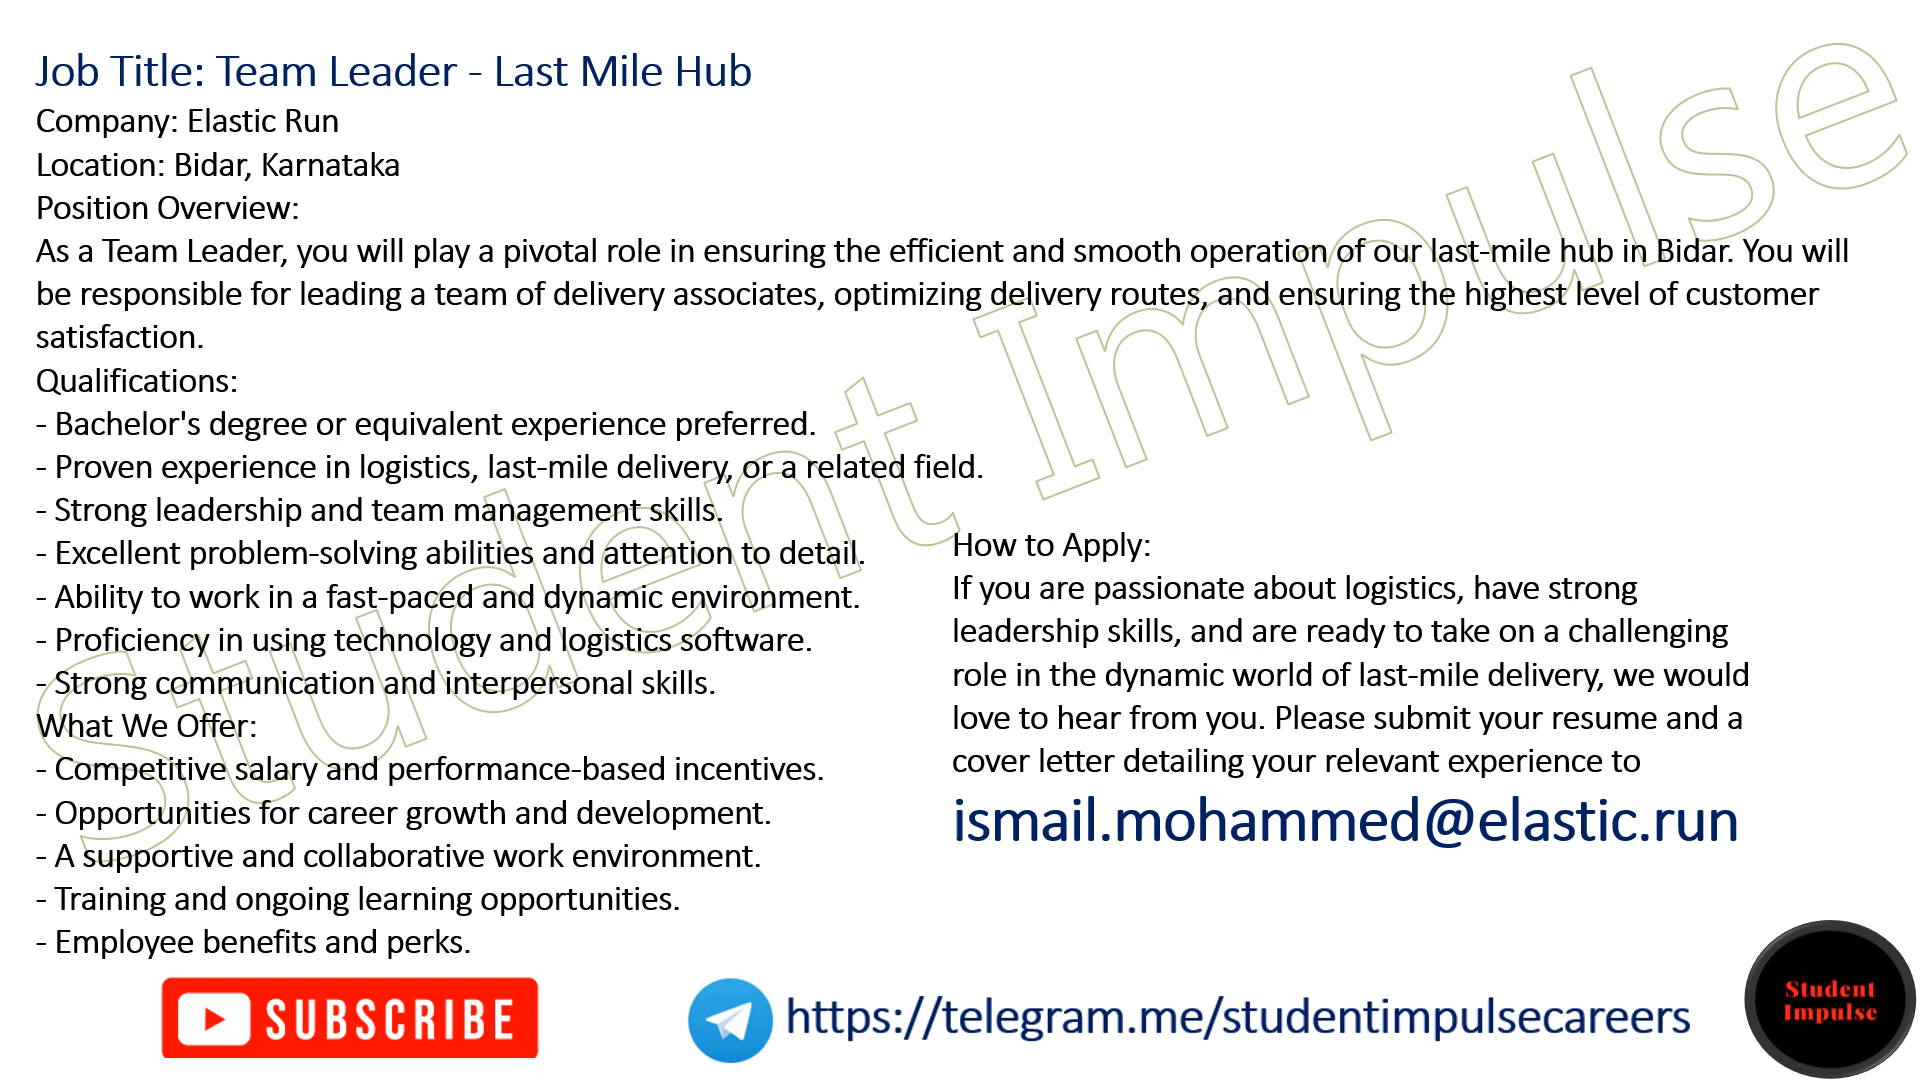 Job Title: Team Leader - Last Mile Hub
Company: Elastic Run
Location: Bidar, Karnataka
Position Overview:
As a Team Leader, you will play a pivotal role in ensuring the efficient and smooth operation of our last-mile hub in Bidar. You will
be responsible for leading a team of delivery associates, optimizing delivery routes, and ensuring the highest level of customer
satisfaction.
Qualifications:
- Bachelor's degree or equivalent experience preferred.
- Proven experience in logistics, last-mile delivery, or a related field.
- Strong leadership and team management skills.
- Excellent problem-solving abilities and attention to detail.
- Ability to work in a fast-paced and dynamic environment.
- Proficiency in using technology and logistics software.
- Strong communication and interpersonal skills.
What We Offer:
- Competitive salary and performance-based incentives.
- Opportunities for career growth and development.
- A supportive and collaborative work environment.
- Training and ongoing learning opportunities.
- Employee benefits and perks.
How to Apply:
If you are passionate about logistics, have strong
leadership skills, and are ready to take on a challenging
role in the dynamic world of last-mile delivery, we would
love to hear from you. Please submit your resume and a
cover letter detailing your relevant experience to
ismail.mohammed@elastic.run
Student Impulse
SUBSCRIBE
https://telegram.me/studentimpulsecareers
Student
Impulse